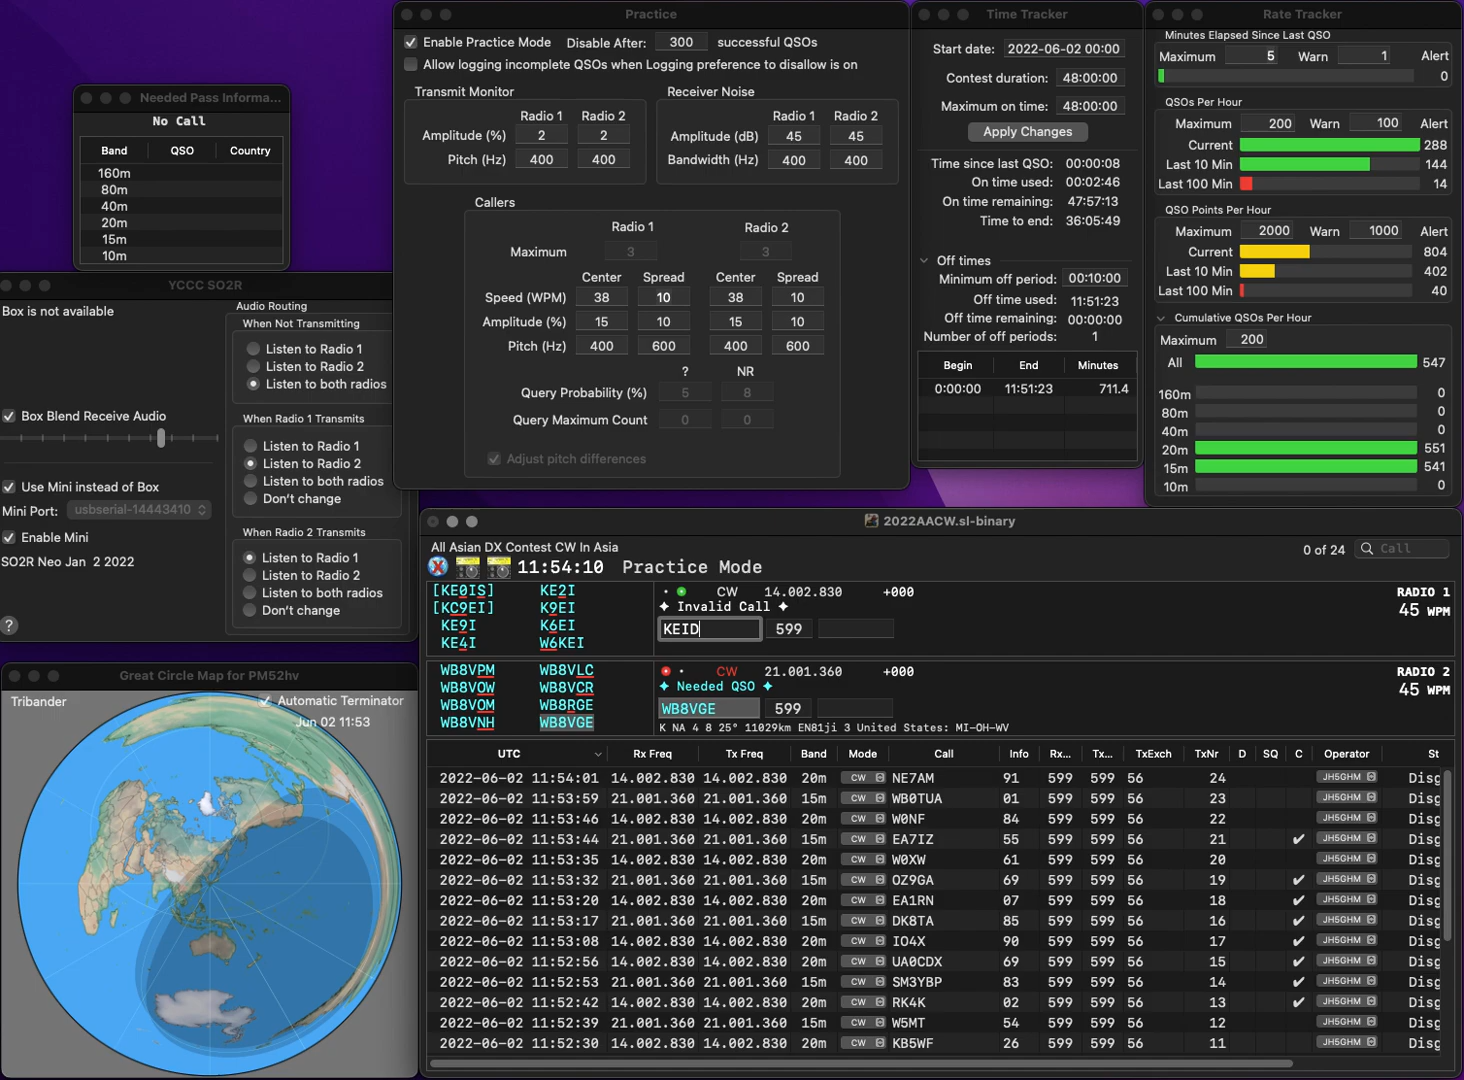 Practice
Enable Practice Mode Disable After: 300 successful QSOs
Allow logging incomplete QSOs when Logging preference to disallow is on
Transmit Monitor
Radio 1 Radio 2
Amplitude (%) 2 2
Pitch (Hz) 400 400
Receiver Noise
Radio 1 Radio 2
Amplitude (dB) 45 45
Bandwidth (Hz) 400 400
Callers
Radio 1 Radio 2
Maximum 3 3
Center Spread Center Spread
Speed (WPM) 38 10 38 10
Amplitude (%) 15 10 15 10
Pitch (Hz) 400 600 400 600
? NR
Query Probability (%) 5 8
Query Maximum Count 0 0
Adjust pitch differences
Time Tracker
Start date: 2022-06-02 00:00
Contest duration: 48:00:00
Maximum on time: 48:00:00
Apply Changes
Time since last QSO: 00:00:08
On time used: 00:02:46
On time remaining: 47:57:13
Time to end: 36:05:49
Off times
Minimum off period: 00:10:00
Off time used: 11:51:23
Off time remaining: 00:00:00
Number of off periods: 1
Begin End Minutes
0:00:00 11:51:23 711.4
Rate Tracker
Minutes Elapsed Since Last QSO
Maximum 5 Warn 1 Alert
0
QSOs Per Hour
Maximum 200 Warn 100 Alert
Current 288
Last 10 Min 144
Last 100 Min 14
QSO Points Per Hour
Maximum 2000 Warn 1000 Alert
Current 804
Last 10 Min 402
Last 100 Min 40
Cumulative QSOs Per Hour
Maximum 200
All 547
160m 0
80m 0
40m 0
20m 551
15m 541
10m 0
Needed Pass Informa...
No Call
Band QSO Country
160m
80m
40m
20m
15m
10m
YCCC SO2R
Box is not available
Box Blend Receive Audio
Use Mini instead of Box
Mini Port: usbserial-14443410
Enable Mini
SO2R Neo Jan 2 2022
?
Audio Routing
When Not Transmitting
Listen to Radio 1
Listen to Radio 2
Listen to both radios
When Radio 1 Transmits
Listen to Radio 1
Listen to Radio 2
Listen to both radios
Don't change
When Radio 2 Transmits
Listen to Radio 1
Listen to Radio 2
Listen to both radios
Don't change
Great Circle Map for PM52hv
Tribander
Automatic Terminator
Jun 02 11:53
2022AACW.sl-binary
All Asian DX Contest CW In Asia
0 of 24 Call
11:54:10 Practice Mode
[KE0IS] KE2I
[KC9EI] K9EI
KE9I K6EI
KE4I W6KEI
CW 14.002.830 +000
Invalid Call
KEID 599
RADIO 1
45 WPM
WB8VPM WB8VLC
WB8VOW WB8VCR
WB8VOM WB8RGE
WB8VNH WB8VGE
CW 21.001.360 +000
Needed QSO
WB8VGE 599
K NA 4 8 25° 11029km EN81ji 3 United States: MI-OH-WV
RADIO 2
45 WPM
UTC Rx Freq Tx Freq Band Mode Call Info Rx... Tx... TxExch TxNr D SQ C Operator St
2022-06-02 11:54:01 14.002.830 14.002.830 20m CW NE7AM 91 599 599 56 24 JH5GHM Disc
2022-06-02 11:53:59 21.001.360 21.001.360 15m CW WB0TUA 01 599 599 56 23 JH5GHM Disc
2022-06-02 11:53:46 14.002.830 14.002.830 20m CW W0NF 84 599 599 56 22 JH5GHM Disc
2022-06-02 11:53:44 21.001.360 21.001.360 15m CW EA7IZ 55 599 599 56 21 ✔ JH5GHM Disc
2022-06-02 11:53:35 14.002.830 14.002.830 20m CW W0XW 61 599 599 56 20 JH5GHM Disc
2022-06-02 11:53:32 21.001.360 21.001.360 15m CW OZ9GA 69 599 599 56 19 ✔ JH5GHM Disc
2022-06-02 11:53:20 14.002.830 14.002.830 20m CW EA1RN 07 599 599 56 18 ✔ JH5GHM Disc
2022-06-02 11:53:17 21.001.360 21.001.360 15m CW DK8TA 85 599 599 56 16 ✔ JH5GHM Disc
2022-06-02 11:53:08 14.002.830 14.002.830 20m CW IO4X 90 599 599 56 17 ✔ JH5GHM Disc
2022-06-02 11:52:56 21.001.360 21.001.360 15m CW UA0CDX 69 599 599 56 15 ✔ JH5GHM Disc
2022-06-02 11:52:53 21.001.360 21.001.360 15m CW SM3YBP 83 599 599 56 14 ✔ JH5GHM Disc
2022-06-02 11:52:42 14.002.830 14.002.830 20m CW RK4K 02 599 599 56 13 ✔ JH5GHM Disc
2022-06-02 11:52:39 21.001.360 21.001.360 15m CW W5MT 54 599 599 56 12 JH5GHM Disc
2022-06-02 11:52:30 14.002.830 14.002.830 20m CW KB5WF 26 599 599 56 11 JH5GHM Disc